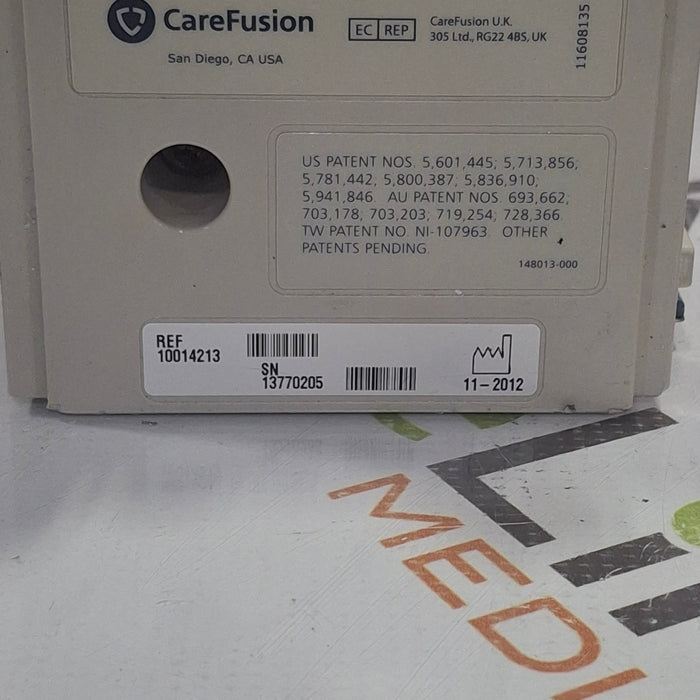 CareFusion
San Diego, CA USA
EC REP
CareFusion U.K.
305 Ltd., RG22 4BS, UK
11608135
US PATENT NOS. 5,601,445; 5,713,856;
5,781,442; 5,800,387; 5,836,910;
5,941,846. AU PATENT NOS. 693,662;
703,178; 703,203; 719,254; 728,366.
TW PATENT NO. NI-107963. OTHER
PATENTS PENDING.
148013-000
REF
10014213
SN
13770205
11-2012
MEDI